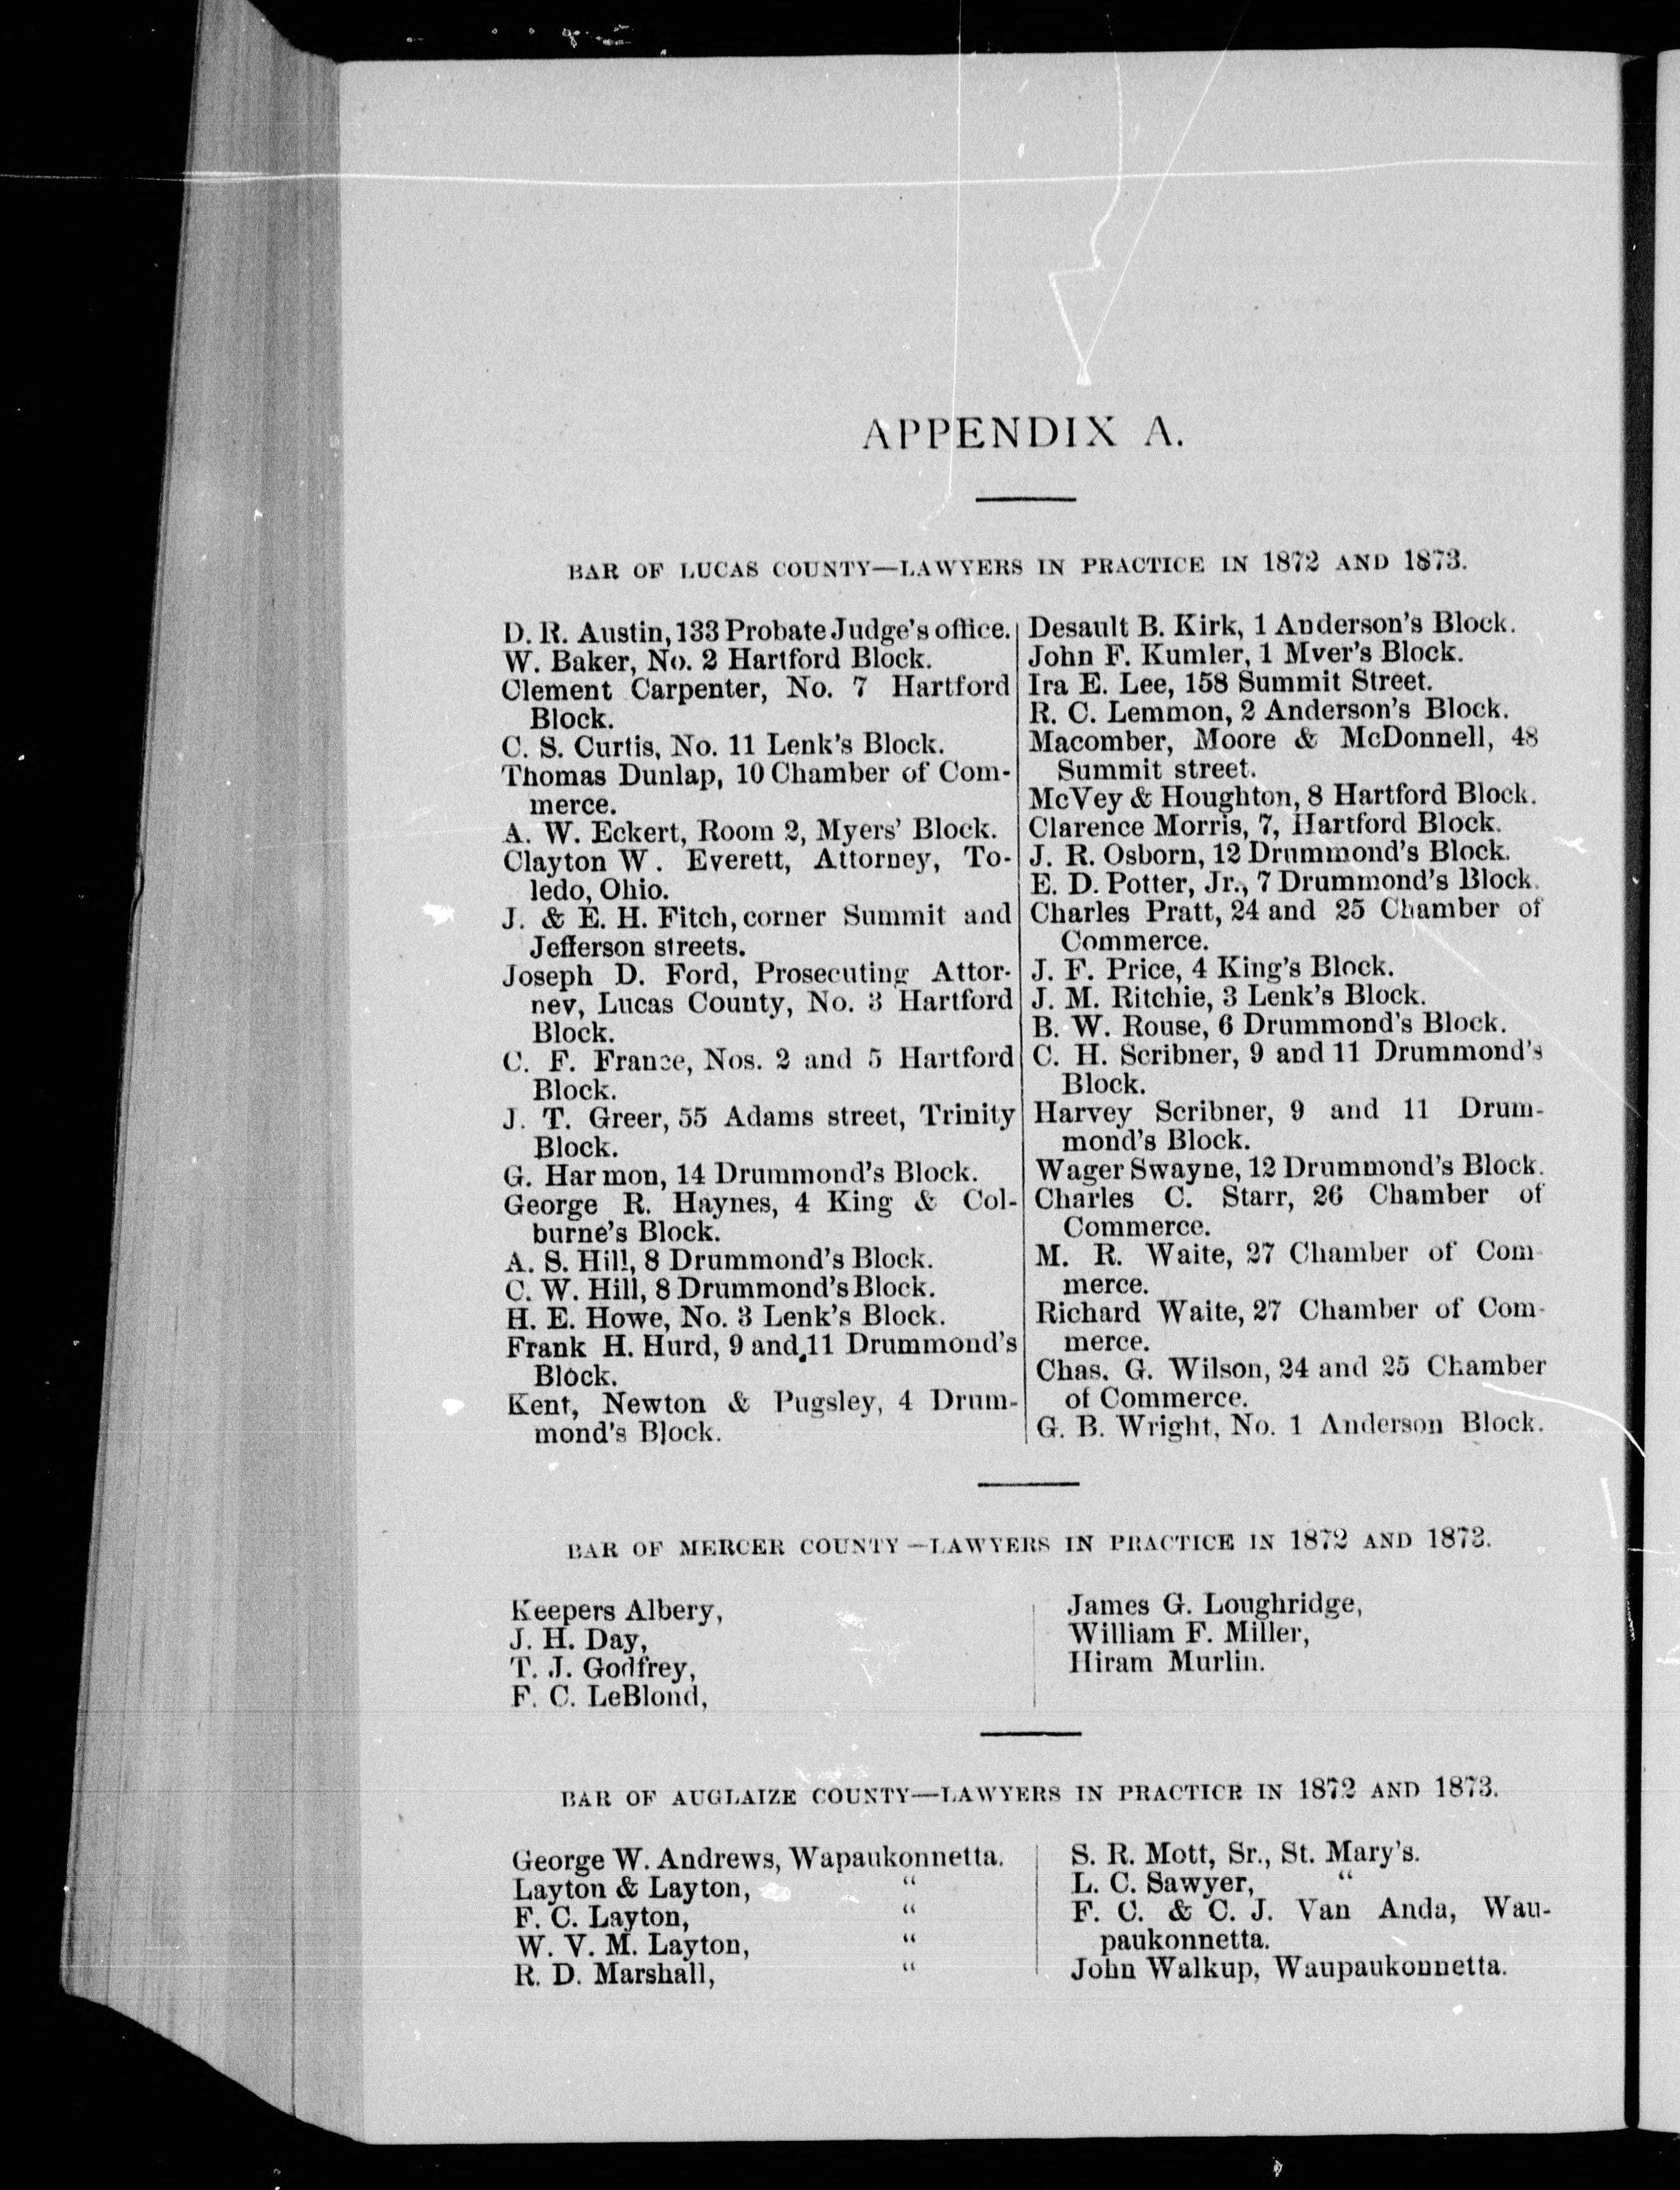 APPENDIX A.
BAR OF LUCAS COUNTY—LAWYERS IN PRACTICE IN 1872 AND 1873.
D. R. Austin, 133 Probate Judge's office.
W. Baker, No. 2 Hartford Block.
Clement Carpenter, No. 7 Hartford
Block.
C. S. Curtis, No. 11 Lenk's Block.
Thomas Dunlap, 10 Chamber of Com-
merce.
A. W. Eckert, Room 2, Myers' Block.
Clayton W. Everett, Attorney, To-
ledo, Ohio.
J. & E. H. Fitch, corner Summit and
Jefferson streets.
Joseph D. Ford, Prosecuting Attor-
ney, Lucas County, No. 3 Hartford
Block.
C. F. France, Nos. 2 and 5 Hartford
Block.
J. T. Greer, 55 Adams street, Trinity
Block.
G. Harmon, 14 Drummond's Block.
George R. Haynes, 4 King & Col-
burne's Block.
A. S. Hill, 8 Drummond's Block.
C. W. Hill, 8 Drummond's Block.
H. E. Howe, No. 3 Lenk's Block.
Frank H. Hurd, 9 and 11 Drummond's
Block.
Kent, Newton & Pugsley, 4 Drum-
mond's Block.
Desault B. Kirk, 1 Anderson's Block.
John F. Kumler, 1 Mver's Block.
Ira E. Lee, 158 Summit Street.
R. C. Lemmon, 2 Anderson's Block.
Macomber, Moore & McDonnell, 48
Summit street.
McVey & Houghton, 8 Hartford Block.
Clarence Morris, 7, Hartford Block.
J. R. Osborn, 12 Drummond's Block.
E. D. Potter, Jr., 7 Drummond's Block.
Charles Pratt, 24 and 25 Chamber of
Commerce.
J. F. Price, 4 King's Block.
J. M. Ritchie, 3 Lenk's Block.
B. W. Rouse, 6 Drummond's Block.
C. H. Scribner, 9 and 11 Drummond's
Block.
Harvey Scribner, 9 and 11 Drum-
mond's Block.
Wager Swayne, 12 Drummond's Block.
Charles C. Starr, 26 Chamber of
Commerce.
M. R. Waite, 27 Chamber of Com-
merce.
Richard Waite, 27 Chamber of Com-
merce.
Chas. G. Wilson, 24 and 25 Chamber
of Commerce.
G. B. Wright, No. 1 Anderson Block.
BAR OF MERCER COUNTY—LAWYERS IN PRACTICE IN 1872 AND 1873.
Keepers Albery,
J. H. Day,
T. J. Godfrey,
F. C. LeBlond,
James G. Loughridge,
William F. Miller,
Hiram Murlin.
BAR OF AUGLAIZE COUNTY—LAWYERS IN PRACTICR IN 1872 AND 1873.
George W. Andrews, Wapaukonnetta.
Layton & Layton, "
F. C. Layton, "
W. V. M. Layton, "
R. D. Marshall, "
S. R. Mott, Sr., St. Mary's.
L. C. Sawyer, "
F. C. & C. J. Van Anda, Wau-
paukonnetta.
John Walkup, Waupaukonnetta.